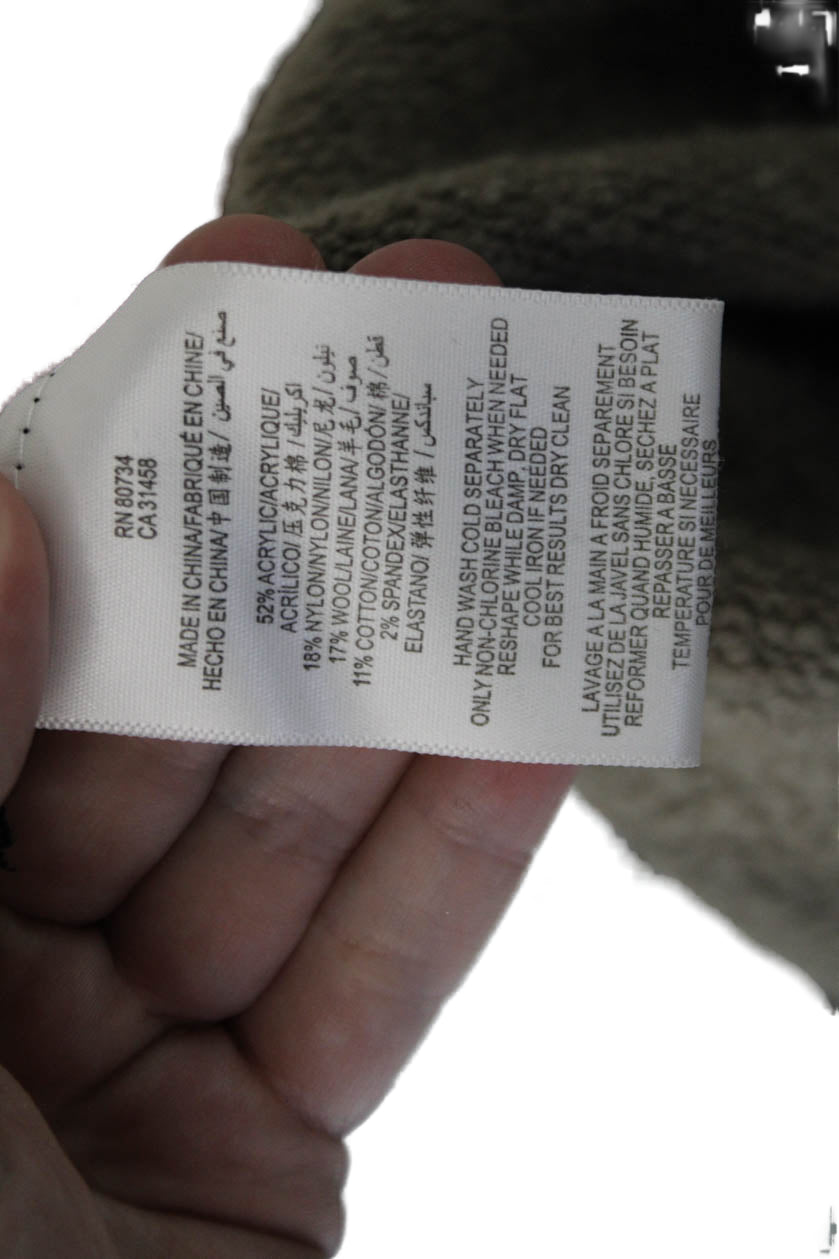 RN 80734
CA 31458
MADE IN CHINA/FABRIQUÉ EN CHINE/
HECHO EN CHINA/中国制造/ صنع في الصين
52% ACRYLIC/ACRYLIQUE/
ACRÍLICO/压克力棉 / اكريليك
18% NYLON/NYLON/NILON/尼龙/ نيلون
17% WOOL/LAINE/LANA/羊毛/ صوف
11% COTTON/COTON/ALGODÓN/ 棉/ قطن
2% SPANDEX/ELASTHANNE/
ELASTANO/ 弹性纤维 / سباندكس
HAND WASH COLD SEPARATELY
ONLY NON-CHLORINE BLEACH WHEN NEEDED
RESHAPE WHILE DAMP, DRY FLAT
COOL IRON IF NEEDED
FOR BEST RESULTS DRY CLEAN
LAVAGE A LA MAIN A FROID SEPAREMENT
UTILISEZ DE LA JAVEL SANS CHLORE SI BESOIN
REFORMER QUAND HUMIDE, SECHEZ A PLAT
REPASSER A BASSE
TEMPERATURE SI NECESSAIRE
POUR DE MEILLEURS